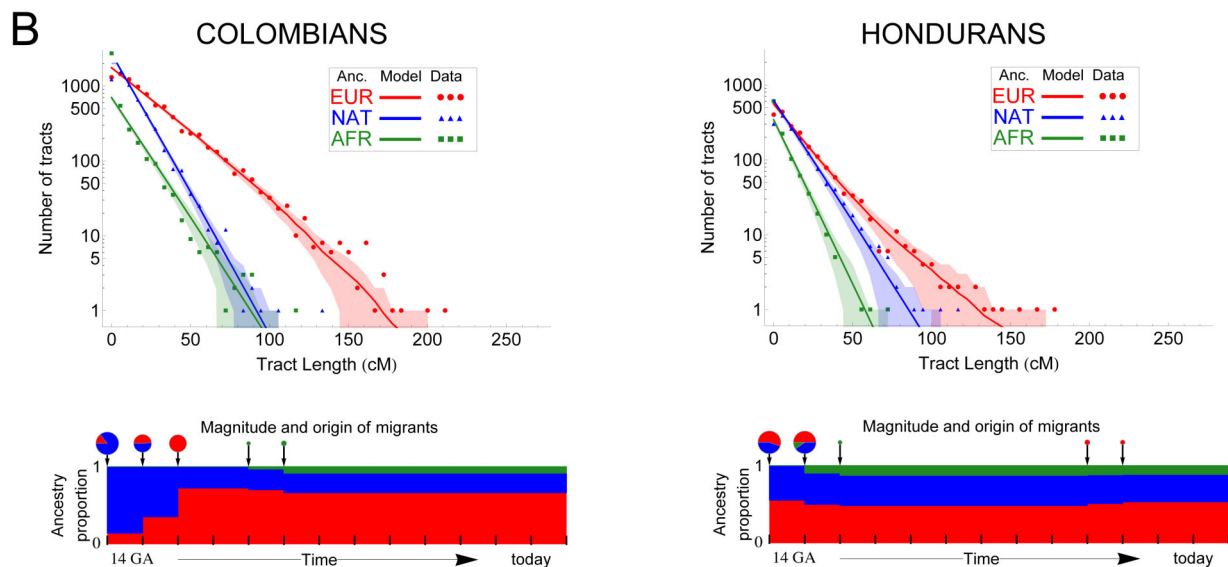 B
COLOMBIANS
Anc. Model Data
EUR
NAT
AFR
1000
500
100
50
10
5
1
Number of tracts
0 50 100 150 200 250
Tract Length (cM)
Magnitude and origin of migrants
1
0
Ancestry
proportion
14 GA Time today
HONDURANS
Anc. Model Data
EUR
NAT
AFR
1000
500
100
50
10
5
1
Number of tracts
0 50 100 150 200 250
Tract Length (cM)
Magnitude and origin of migrants
1
0
Ancestry
proportion
14 GA Time today